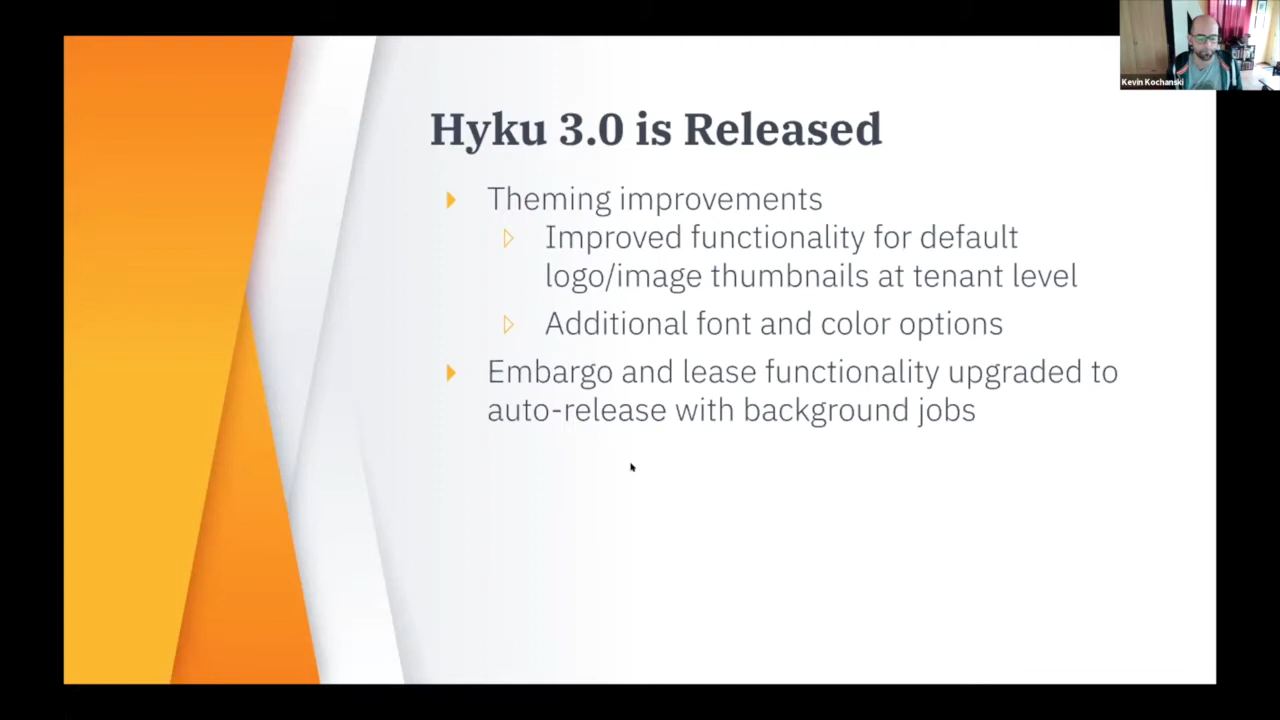 Kevin Kochanski
Hyku 3.0 is Released
Theming improvements
Improved functionality for default
logo/image thumbnails at tenant level
Additional font and color options
Embargo and lease functionality upgraded to
auto-release with background jobs